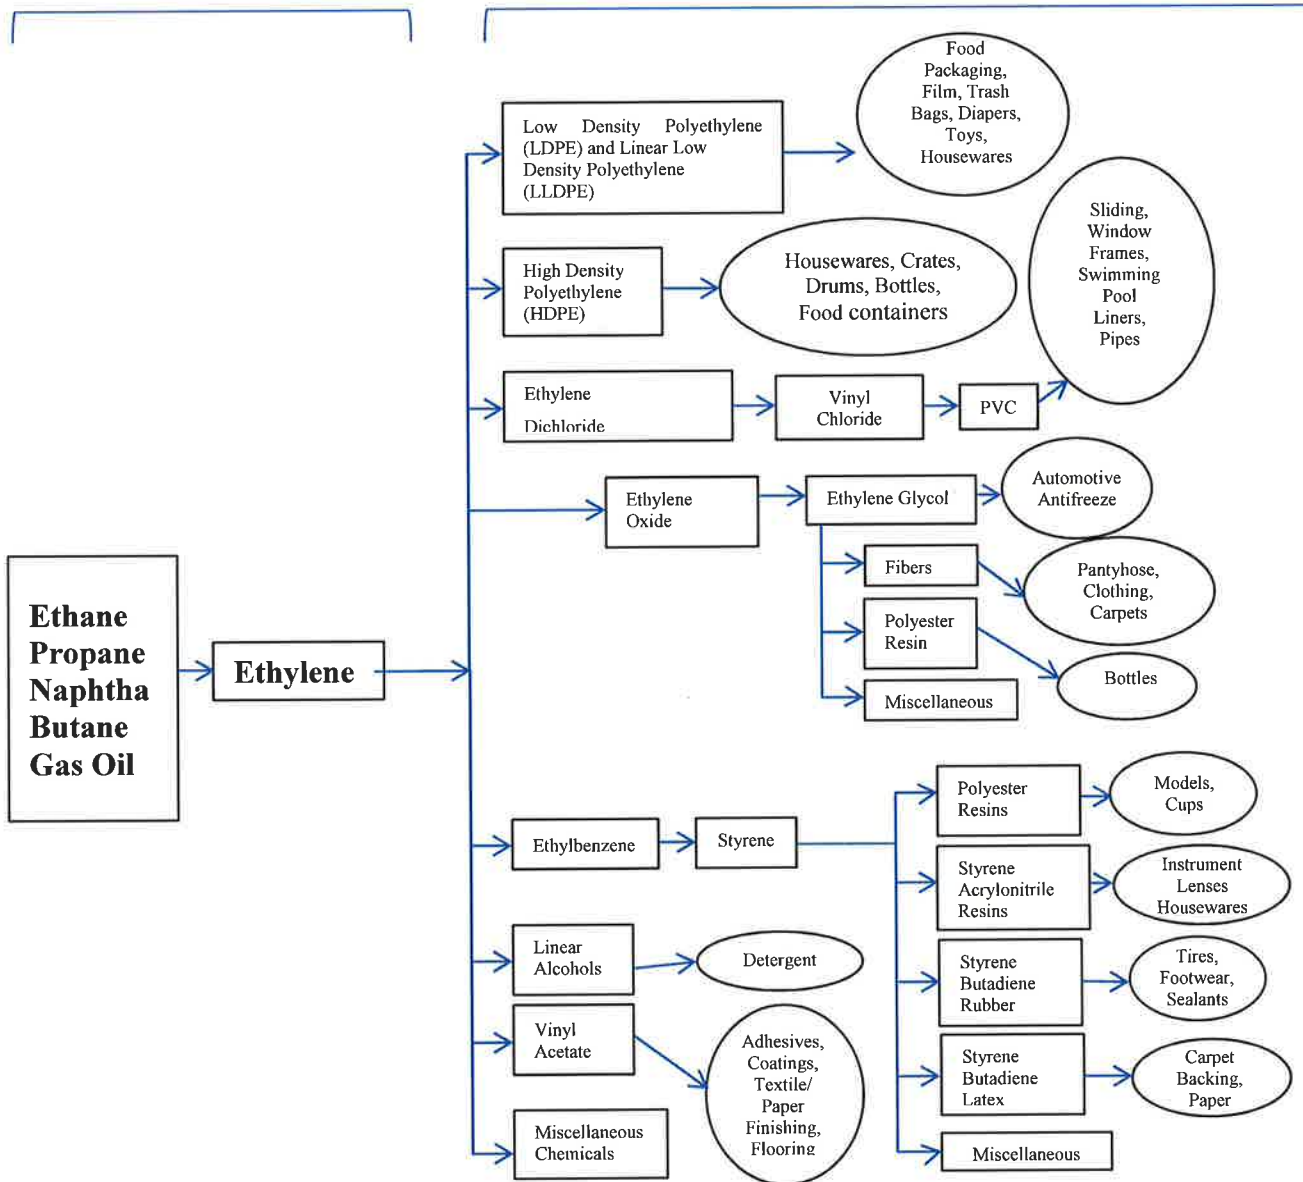 Food
Packaging,
Film, Trash
Bags, Diapers,
Toys,
Housewares
Low Density Polyethylene
(LDPE) and Linear Low
Density Polyethylene
(LLDPE)
Sliding,
Window
Frames,
Swimming
Pool
Liners,
Pipes
High Density
Polyethylene
(HDPE)
Housewares, Crates,
Drums, Bottles,
Food containers
Ethylene
Dichloride
Vinyl
Chloride
PVC
Ethylene
Oxide
Ethylene Glycol
Automotive
Antifreeze
Fibers
Pantyhose,
Clothing,
Carpets
Polyester
Resin
Bottles
Miscellaneous
Ethane
Propane
Naphtha
Butane
Gas Oil
Ethylene
Ethylbenzene
Styrene
Polyester
Resins
Models,
Cups
Styrene
Acrylonitrile
Resins
Instrument
Lenses
Housewares
Linear
Alcohols
Detergent
Styrene
Butadiene
Rubber
Tires,
Footwear,
Sealants
Vinyl
Acetate
Adhesives,
Coatings,
Textile/
Paper
Finishing,
Flooring
Styrene
Butadiene
Latex
Carpet
Backing,
Paper
Miscellaneous
Chemicals
Miscellaneous